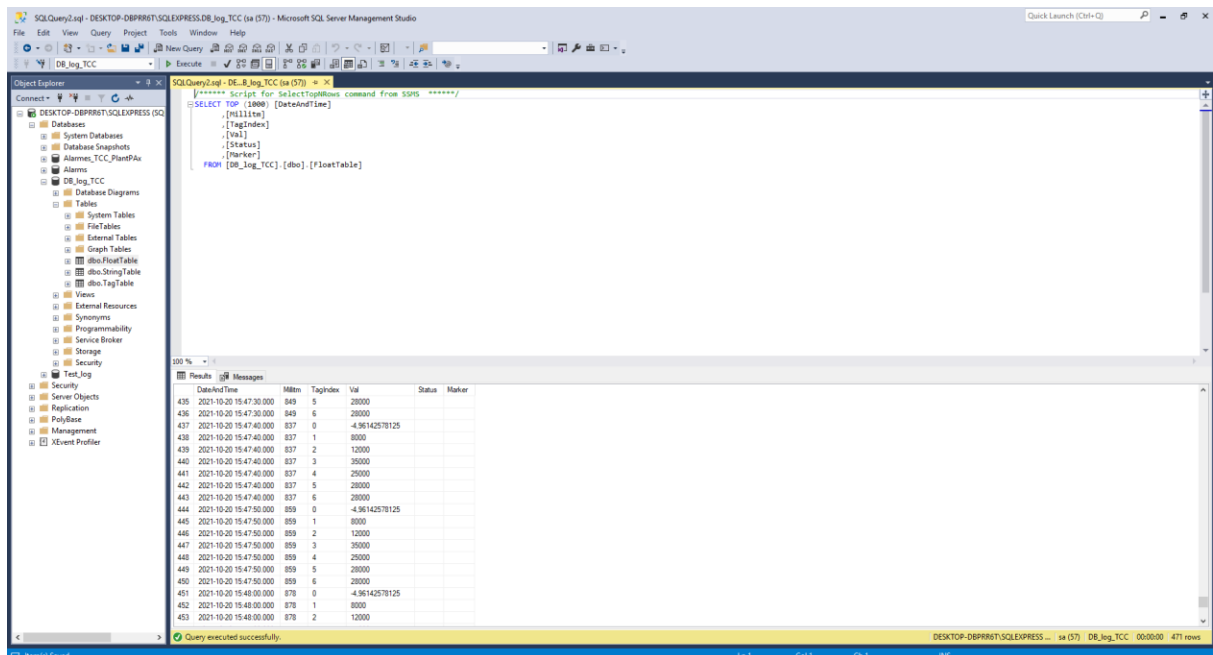 SQLQuery2.sql - DESKTOP-DBPRR6T\SQLEXPRESS.DB_log_TCC (sa (57)) - Microsoft SQL Server Management Studio
Quick Launch (Ctrl+Q)
File Edit View Query Project Tools Window Help
New Query
DB_log_TCC Execute
Object Explorer
SQLQuery2.sql - DE...B_log_TCC (sa (57))
Connect
DESKTOP-DBPRR6T\SQLEXPRESS (SQ
Databases
System Databases
Database Snapshots
Alarmes_TCC_PlantPAx
Alarms
DB_log_TCC
Database Diagrams
Tables
System Tables
FileTables
External Tables
Graph Tables
dbo.FloatTable
dbo.StringTable
dbo.TagTable
Views
External Resources
Synonyms
Programmability
Service Broker
Storage
Security
Test_log
Security
Server Objects
Replication
PolyBase
Management
XEvent Profiler
/****** Script for SelectTopNRows command from SSMS ******/
SELECT TOP (1000) [DateAndTime]
,[Millitm]
,[TagIndex]
,[Val]
,[Status]
,[Marker]
FROM [DB_log_TCC].[dbo].[FloatTable]
100 %
Results Messages
DateAndTime Millitm TagIndex Val Status Marker
435 2021-10-20 15:47:30.000 849 5 28000
436 2021-10-20 15:47:30.000 849 6 28000
437 2021-10-20 15:47:40.000 837 0 -4,96142578125
438 2021-10-20 15:47:40.000 837 1 8000
439 2021-10-20 15:47:40.000 837 2 12000
440 2021-10-20 15:47:40.000 837 3 35000
441 2021-10-20 15:47:40.000 837 4 25000
442 2021-10-20 15:47:40.000 837 5 28000
443 2021-10-20 15:47:40.000 837 6 28000
444 2021-10-20 15:47:50.000 859 0 -4,96142578125
445 2021-10-20 15:47:50.000 859 1 8000
446 2021-10-20 15:47:50.000 859 2 12000
447 2021-10-20 15:47:50.000 859 3 35000
448 2021-10-20 15:47:50.000 859 4 25000
449 2021-10-20 15:47:50.000 859 5 28000
450 2021-10-20 15:47:50.000 859 6 28000
451 2021-10-20 15:48:00.000 878 0 -4,96142578125
452 2021-10-20 15:48:00.000 878 1 8000
453 2021-10-20 15:48:00.000 878 2 12000
Query executed successfully.
DESKTOP-DBPRR6T\SQLEXPRESS ... sa (57) DB_log_TCC 00:00:00 471 rows